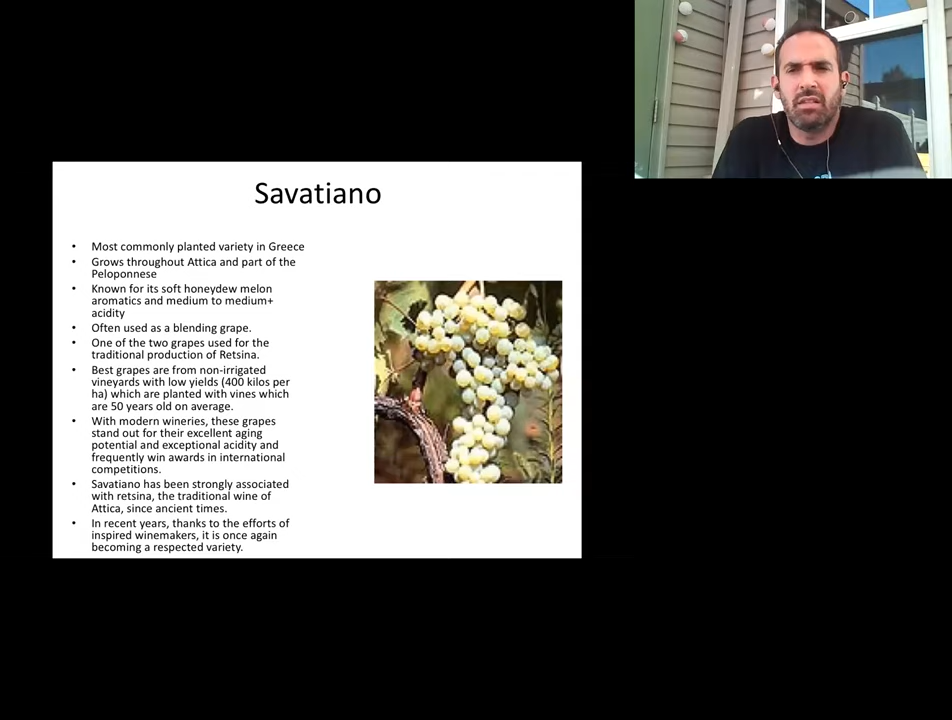 Savatiano
• Most commonly planted variety in Greece
• Grows throughout Attica and part of the
Peloponnese
• Known for its soft honeydew melon
aromatics and medium to medium+
acidity
• Often used as a blending grape.
• One of the two grapes used for the
traditional production of Retsina.
• Best grapes are from non-irrigated
vineyards with low yields (400 kilos per
ha) which are planted with vines which
are 50 years old on average.
• With modern wineries, these grapes
stand out for their excellent aging
potential and exceptional acidity and
frequently win awards in international
competitions.
• Savatiano has been strongly associated
with retsina, the traditional wine of
Attica, since ancient times.
• In recent years, thanks to the efforts of
inspired winemakers, it is once again
becoming a respected variety.